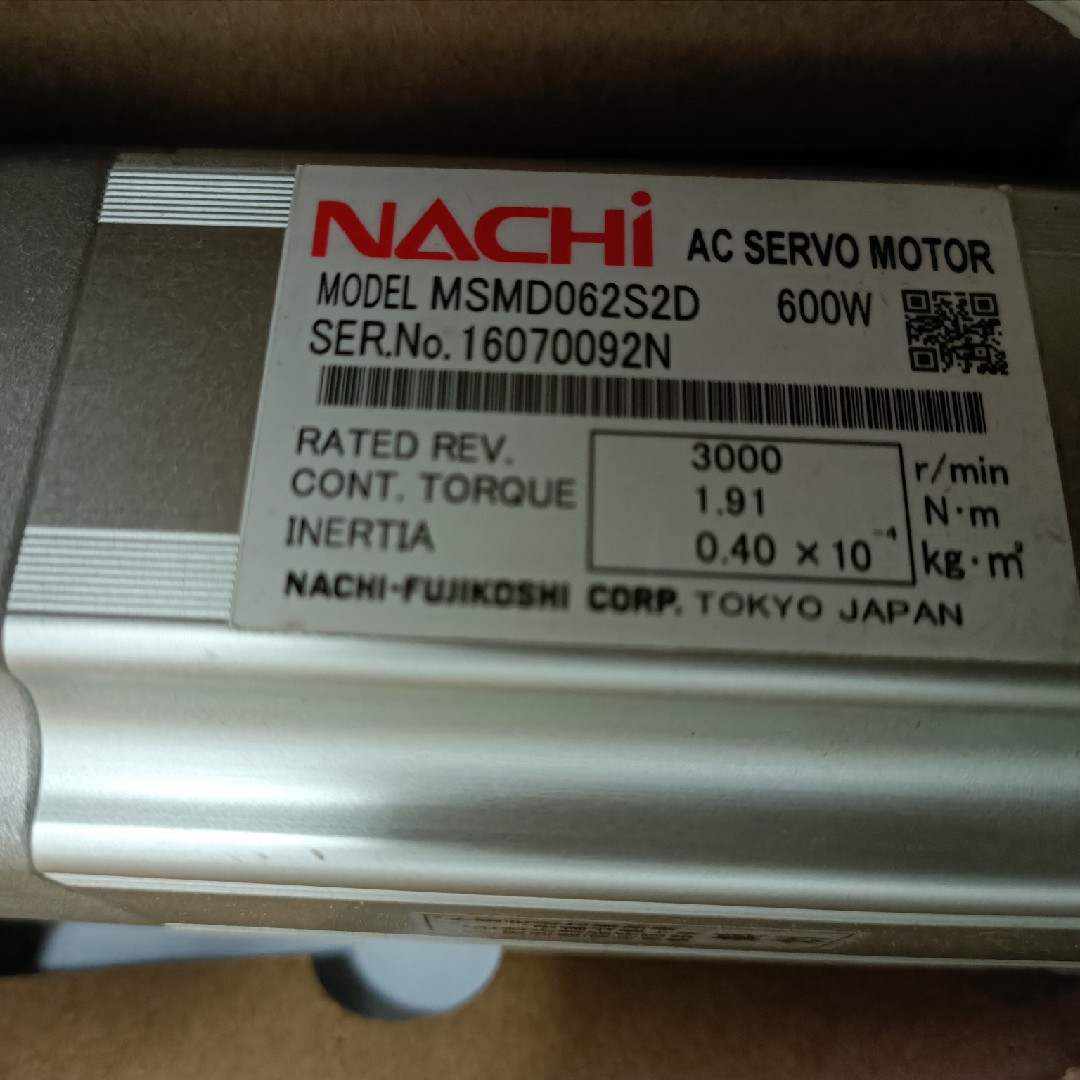 NACHi AC SERVO MOTOR
MODEL MSMD062S2D 600W
SER.No.16070092N
RATED REV. 3000 r/min
CONT. TORQUE 1.91 N·m
INERTIA 0.40 ×10⁻⁴ kg·m²
NACHI-FUJIKOSHI CORP. TOKYO JAPAN